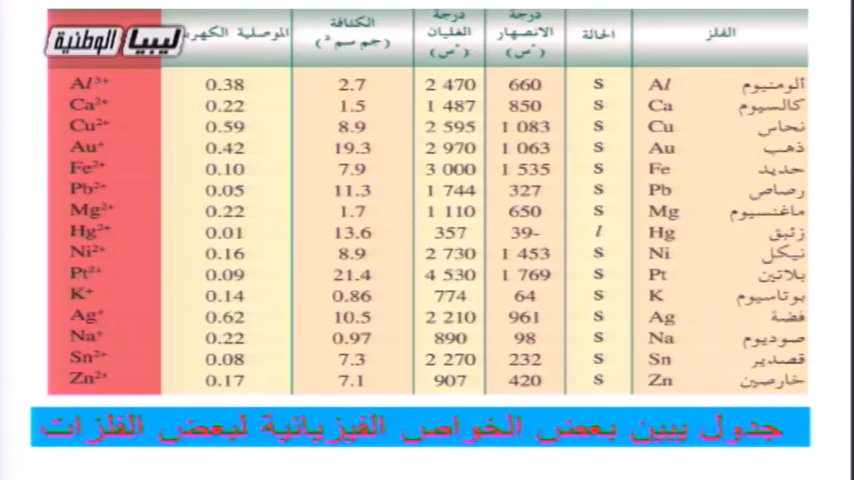 ليبيا الوطنية
الفلز الحالة درجة الانصهار (°س) درجة الغليان (°س) الكثافة (جم سم³) الموصلية الكهر
ألومنيوم Al s 660 2 470 2.7 0.38 Al³⁺
كالسيوم Ca s 850 1 487 1.5 0.22 Ca²⁺
نحاس Cu s 1 083 2 595 8.9 0.59 Cu²⁺
ذهب Au s 1 063 2 970 19.3 0.42 Au⁺
حديد Fe s 1 535 3 000 7.9 0.10 Fe²⁺
رصاص Pb s 327 1 744 11.3 0.05 Pb²⁺
ماغنسيوم Mg s 650 1 110 1.7 0.22 Mg²⁺
زئبق Hg l 39- 357 13.6 0.01 Hg²⁺
نيكل Ni s 1 453 2 730 8.9 0.16 Ni²⁺
بلاتين Pt s 1 769 4 530 21.4 0.09 Pt²⁺
بوتاسيوم K s 64 774 0.86 0.14 K⁺
فضة Ag s 961 2 210 10.5 0.62 Ag⁺
صوديوم Na s 98 890 0.97 0.22 Na⁺
قصدير Sn s 232 2 270 7.3 0.08 Sn²⁺
خارصين Zn s 420 907 7.1 0.17 Zn²⁺
جدول يبين بعض الخواص الفيزيائية لبعض الفلزات